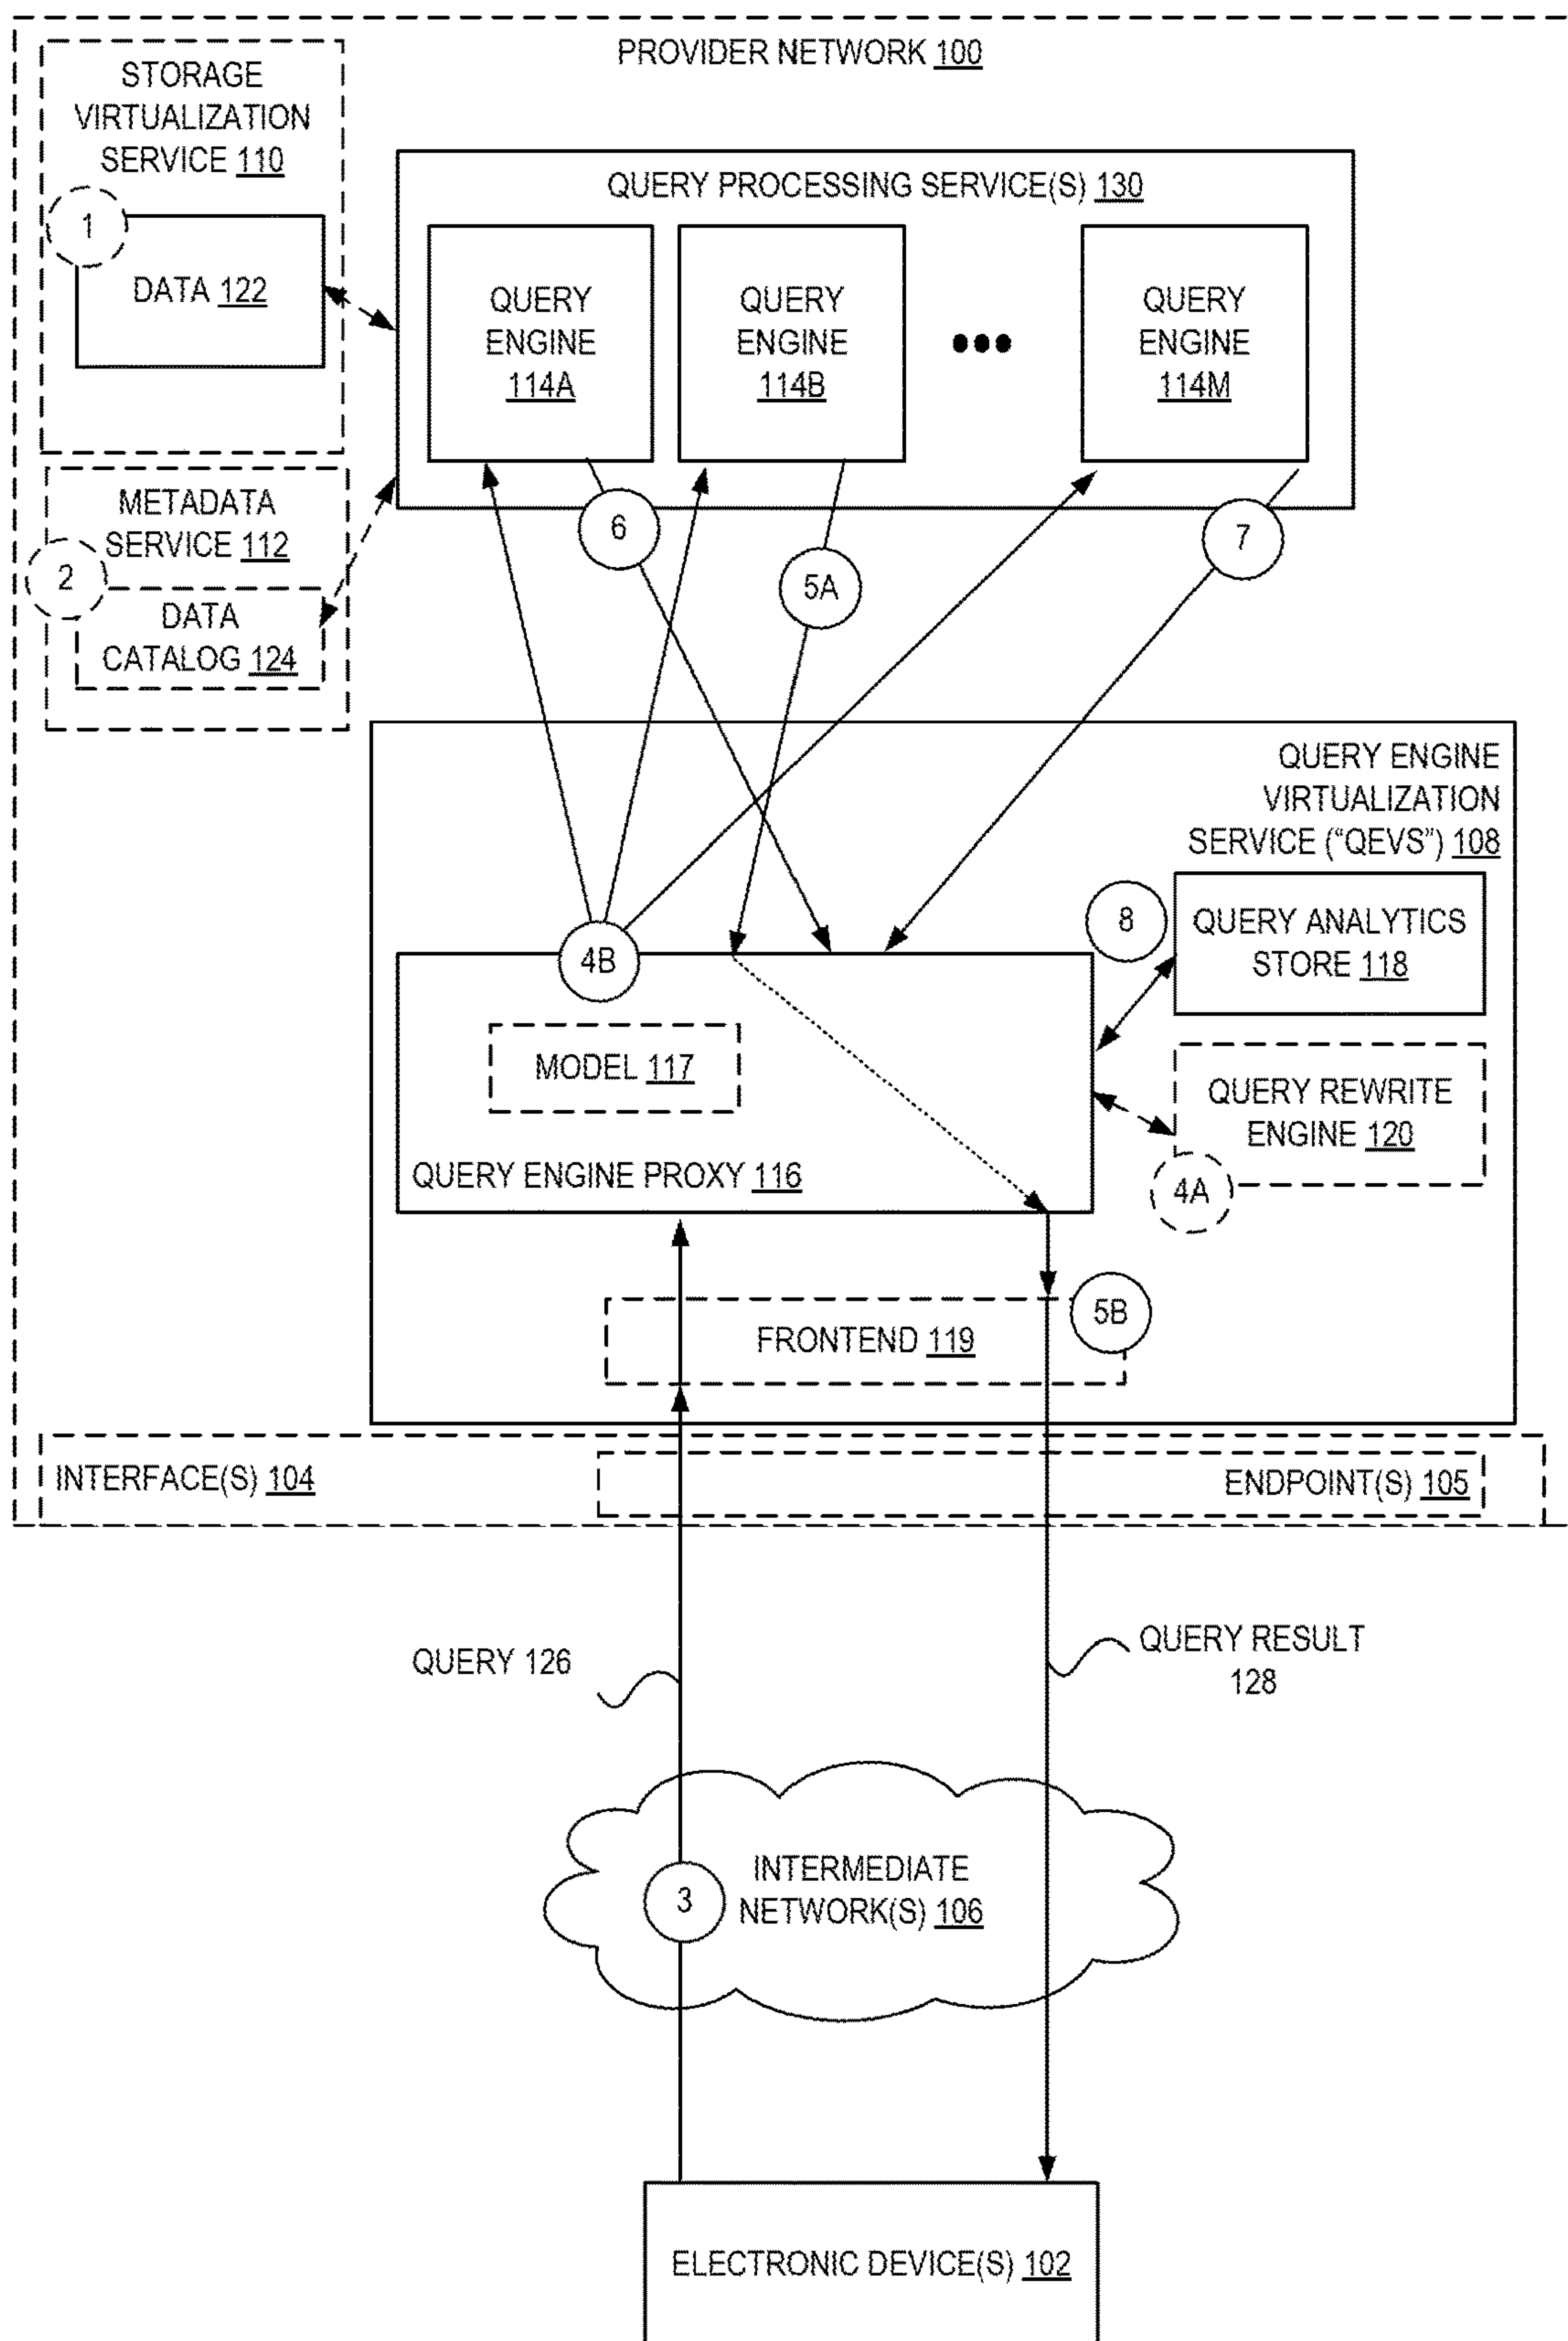 PROVIDER NETWORK 100
STORAGE
VIRTUALIZATION
SERVICE 110
1
DATA 122
QUERY PROCESSING SERVICE(S) 130
QUERY
ENGINE
114A
QUERY
ENGINE
114B
•••
QUERY
ENGINE
114M
METADATA
SERVICE 112
2
DATA
CATALOG 124
6
5A
7
QUERY ENGINE
VIRTUALIZATION
SERVICE (“QEVS”) 108
4B
8
QUERY ANALYTICS
STORE 118
MODEL 117
QUERY REWRITE
ENGINE 120
4A
QUERY ENGINE PROXY 116
5B
FRONTEND 119
INTERFACE(S) 104
ENDPOINT(S) 105
QUERY 126
QUERY RESULT
128
3
INTERMEDIATE
NETWORK(S) 106
ELECTRONIC DEVICE(S) 102